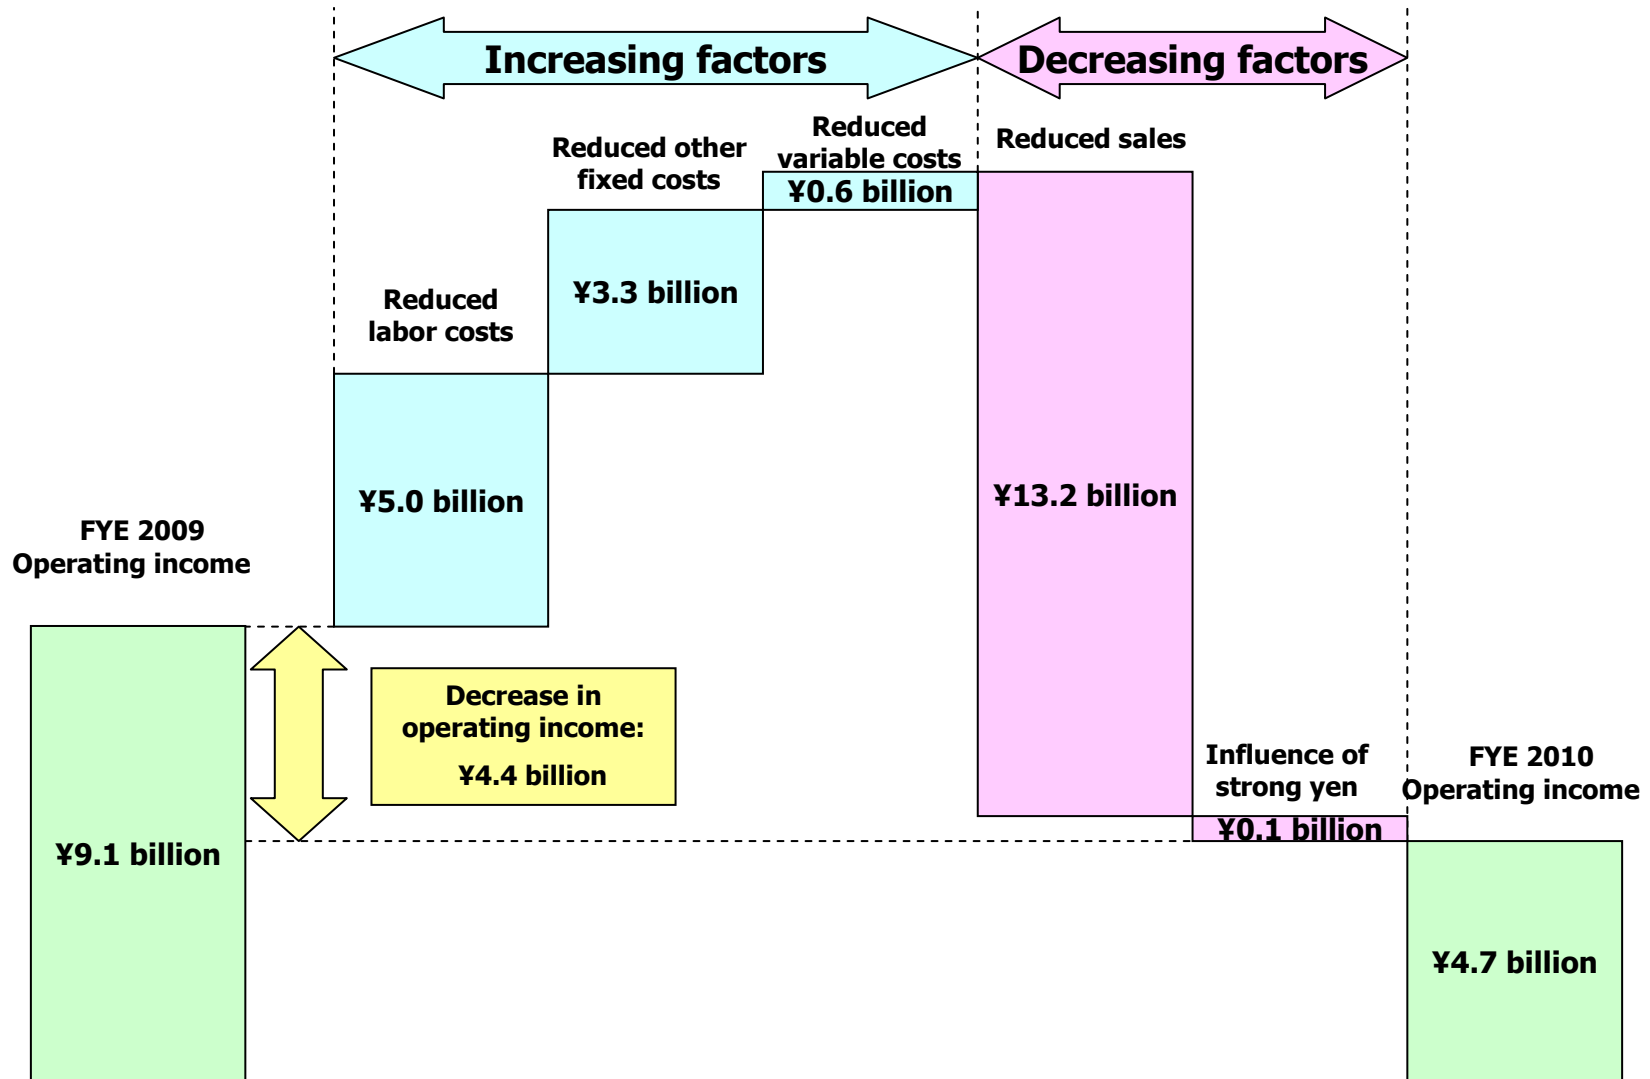 Increasing factors
Decreasing factors
Reduced
variable costs
¥0.6 billion
Reduced sales
Reduced other
fixed costs
¥3.3 billion
Reduced
labor costs
¥5.0 billion
¥13.2 billion
FYE 2009
Operating income
¥9.1 billion
Decrease in
operating income:
¥4.4 billion
Influence of
strong yen
¥0.1 billion
FYE 2010
Operating income
¥4.7 billion